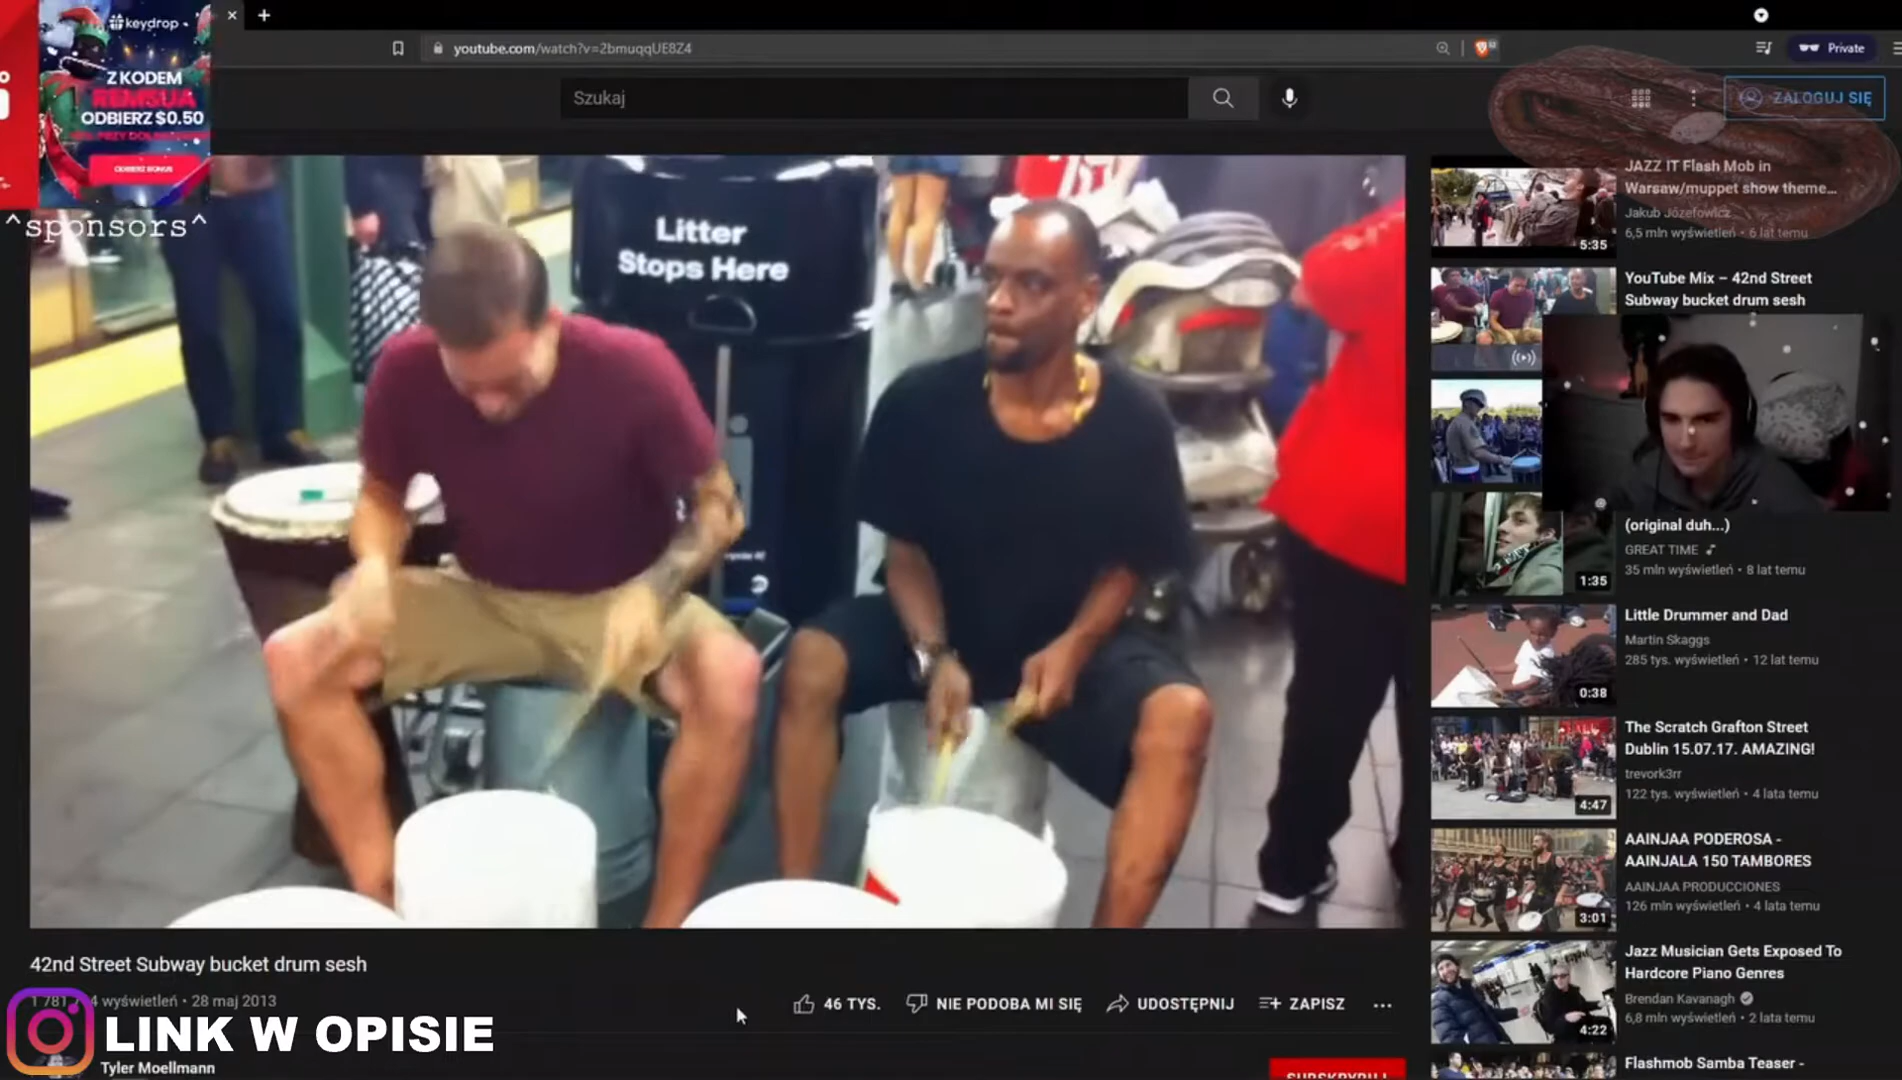 keydrop
Z KODEM
REMSUA
ODBIERZ $0.50
ODBIERZ BONUS
^sponsors^
youtube.com/watch?v=2bmuqqUE8Z4
Private
Szukaj
ZALOGUJ SIĘ
Litter
Stops Here
JAZZ IT Flash Mob in
Warsaw/muppet show theme...
Jakub Józefowicz
6,5 mln wyświetleń • 6 lat temu
5:35
YouTube Mix – 42nd Street
Subway bucket drum sesh
(original duh...)
GREAT TIME
35 mln wyświetleń • 8 lat temu
1:35
Little Drummer and Dad
Martin Skaggs
285 tys. wyświetleń • 12 lat temu
0:38
The Scratch Grafton Street
Dublin 15.07.17. AMAZING!
trevork3rr
122 tys. wyświetleń • 4 lata temu
4:47
AAINJAA PODEROSA -
AAINJALA 150 TAMBORES
AAINJAA PRODUCCIONES
126 mln wyświetleń • 4 lata temu
3:01
Jazz Musician Gets Exposed To
Hardcore Piano Genres
Brendan Kavanagh
6,8 mln wyświetleń • 2 lata temu
4:22
Flashmob Samba Teaser -
42nd Street Subway bucket drum sesh
wyświetleń • 28 maj 2013
46 TYS.
NIE PODOBA MI SIĘ
UDOSTĘPNIJ
ZAPISZ
LINK W OPISIE
Tyler Moellmann
SUBSKRYBUJ